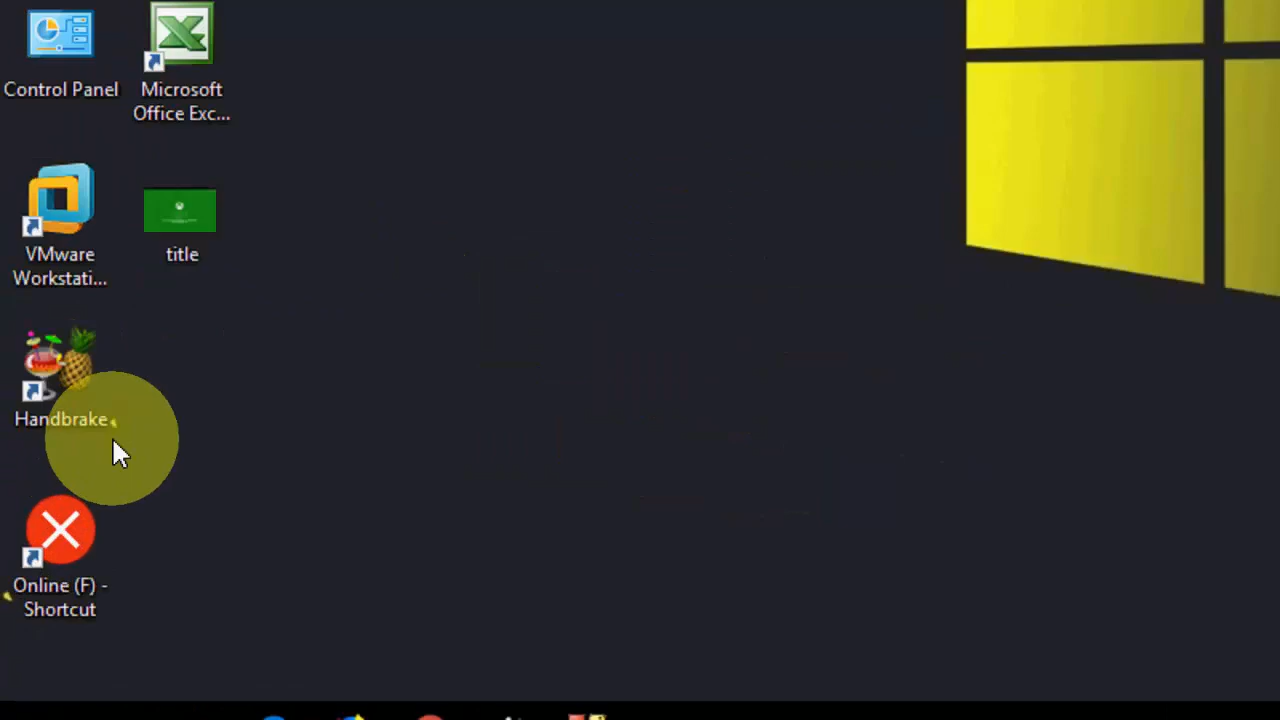 Control Panel
Microsoft
Office Exc...
VMware
Workstati...
title
Handbrake
Online (F) -
Shortcut